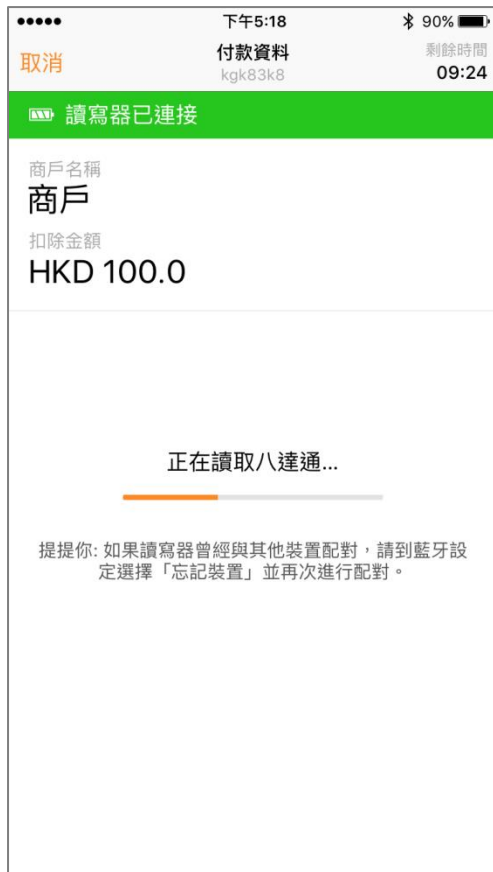 下午5:18
90%
取消
付款資料
剩餘時間
kgk83k8
09:24
讀寫器已連接
商戶名稱
商戶
扣除金額
HKD 100.0
正在讀取八達通...
提提你: 如果讀寫器曾經與其他裝置配對，請到藍牙設
定選擇「忘記裝置」並再次進行配對。